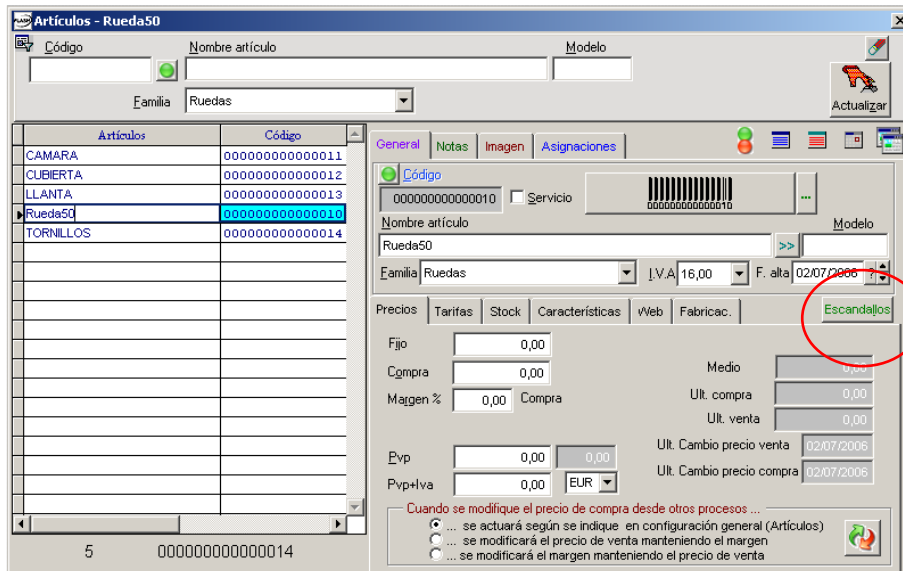 FLASH Artículos - Rueda50
Código Nombre artículo Modelo
Familia Ruedas Actualizar
Artículos Código
CAMARA 000000000000011
CUBIERTA 000000000000012
LLANTA 000000000000013
Rueda50 000000000000010
TORNILLOS 000000000000014
5 000000000000014
General Notas Imagen Asignaciones
Código
000000000000010 Servicio 000000000000010 ...
Nombre artículo Modelo
Rueda50 >>
Familia Ruedas I.V.A 16,00 F. alta 02/07/2006 ?
Precios Tarifas Stock Características Web Fabricac. Escandallos
Fijo 0,00
Compra 0,00 Medio 0,00
Margen % 0,00 Compra Ult. compra 0,00
Ult. venta 0,00
Ult. Cambio precio venta 02/07/2006
Pvp 0,00 0,00
Ult. Cambio precio compra 02/07/2006
Pvp+Iva 0,00 EUR
Cuando se modifique el precio de compra desde otros procesos ...
... se actuará según se indique en configuración general (Artículos)
... se modificará el precio de venta manteniendo el margen
... se modificará el margen manteniendo el precio de venta